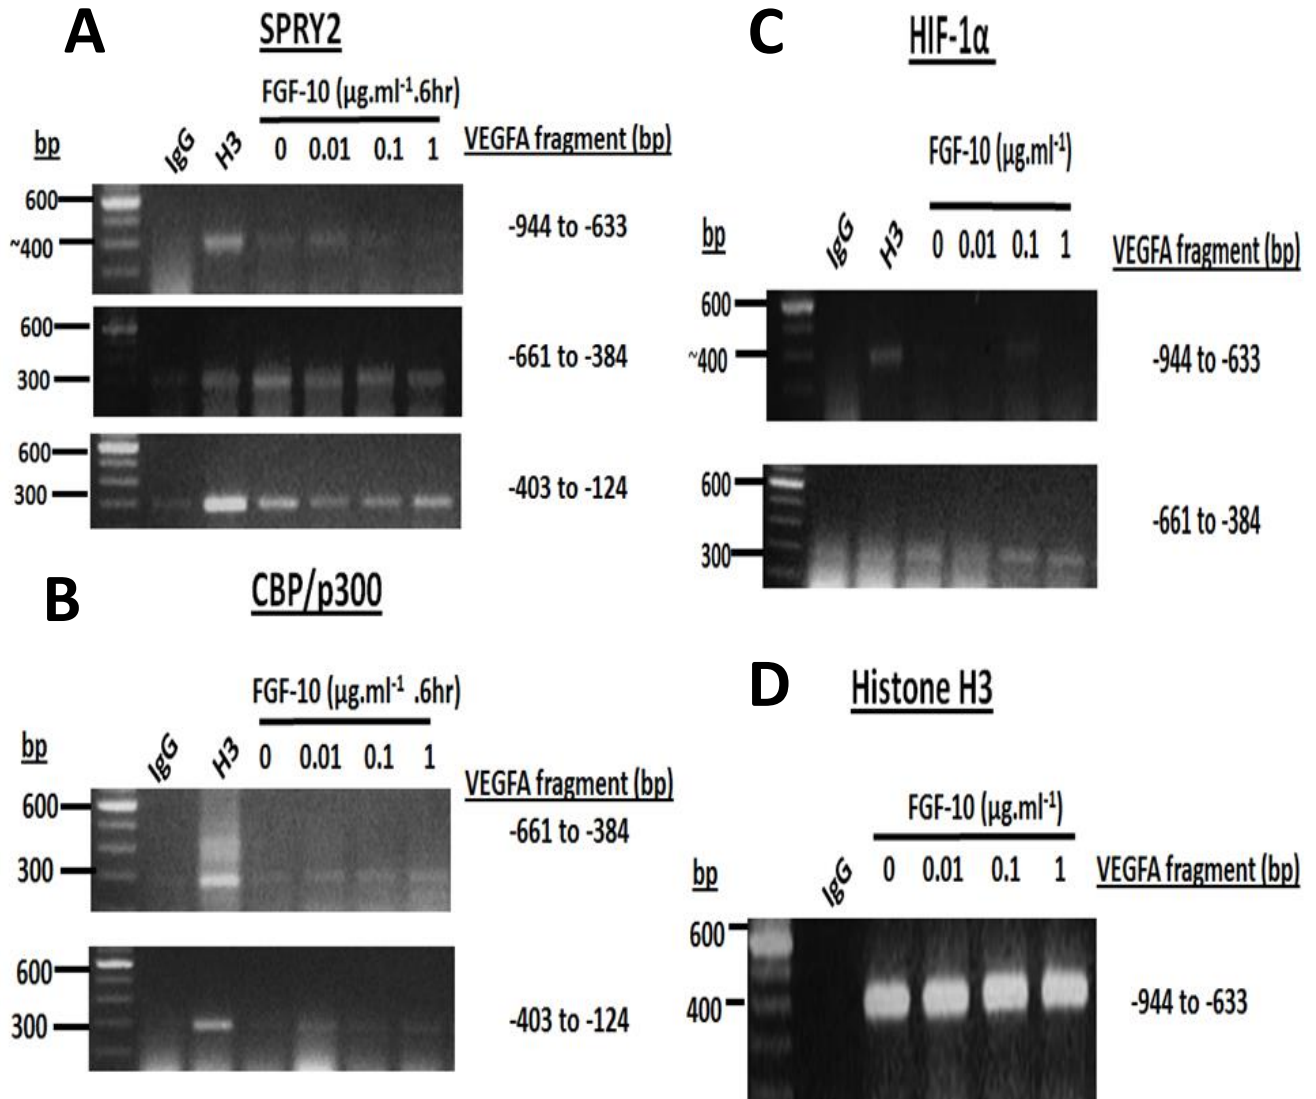 A
SPRY2
FGF-10 (µg.ml-1.6hr)
bp IgG H3 0 0.01 0.1 1 VEGFA fragment (bp)
600
~400
-944 to -633
600
300
-661 to -384
600
300
-403 to -124
B
CBP/p300
FGF-10 (µg.ml-1 .6hr)
bp IgG H3 0 0.01 0.1 1 VEGFA fragment (bp)
600
300
-661 to -384
600
300
-403 to -124
C
HIF-1α
FGF-10 (µg.ml-1)
bp IgG H3 0 0.01 0.1 1 VEGFA fragment (bp)
600
~400
-944 to -633
600
300
-661 to -384
D
Histone H3
FGF-10 (µg.ml-1)
bp IgG 0 0.01 0.1 1 VEGFA fragment (bp)
600
400
-944 to -633